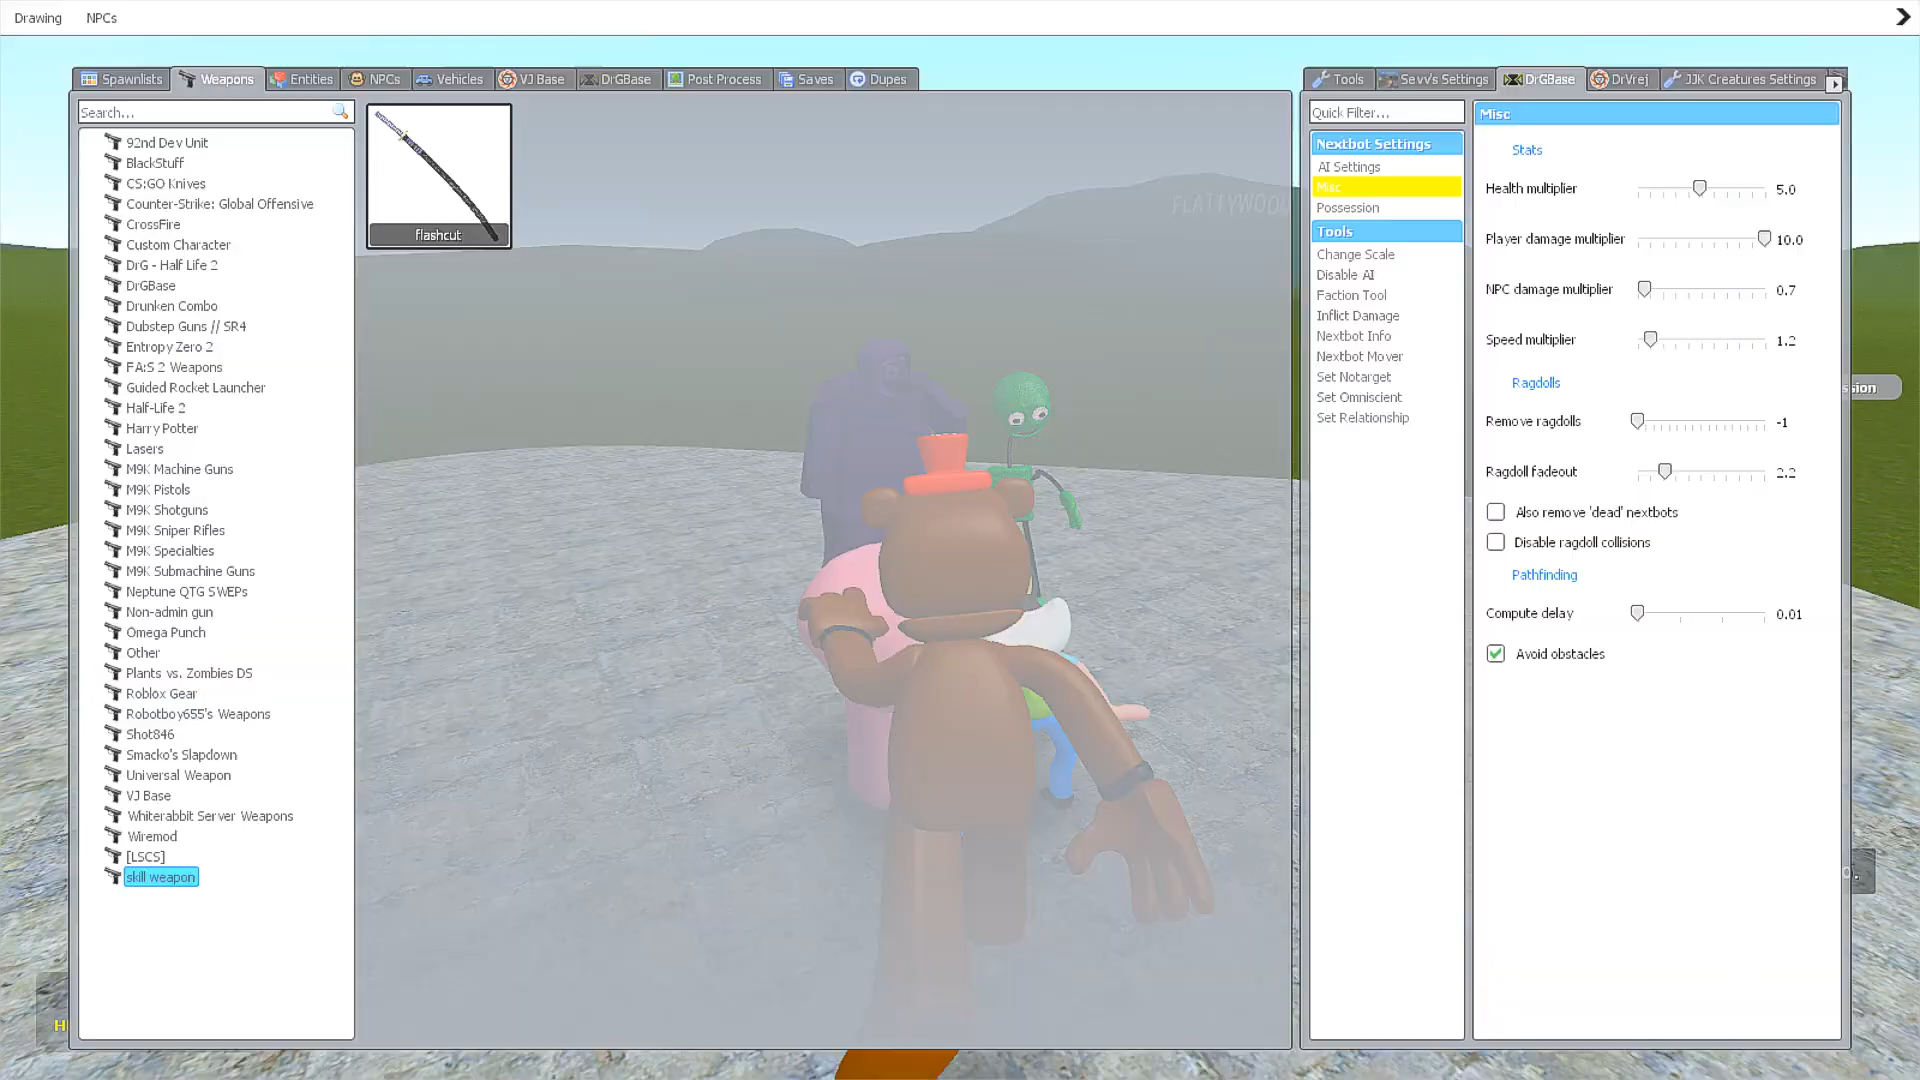 Drawing NPCs
Spawnlists Weapons Entities NPCs Vehicles VJ Base DrGBase Post Process Saves Dupes
Search...
92nd Dev Unit
BlackStuff
CS:GO Knives
Counter-Strike: Global Offensive
CrossFire
Custom Character
DrG - Half Life 2
DrGBase
Drunken Combo
Dubstep Guns // SR4
Entropy Zero 2
FA:S 2 Weapons
Guided Rocket Launcher
Half-Life 2
Harry Potter
Lasers
M9K Machine Guns
M9K Pistols
M9K Shotguns
M9K Sniper Rifles
M9K Specialties
M9K Submachine Guns
Neptune QTG SWEPs
Non-admin gun
Omega Punch
Other
Plants vs. Zombies DS
Roblox Gear
Robotboy655's Weapons
Shot846
Smacko's Slapdown
Universal Weapon
VJ Base
Whiterabbit Server Weapons
Wiremod
[LSCS]
skill weapon
flashcut
Tools Sevv's Settings DrGBase DrVrej JJK Creatures Settings
Quick Filter...
Nextbot Settings
AI Settings
Misc
Possession
Tools
Change Scale
Disable AI
Faction Tool
Inflict Damage
Nextbot Info
Nextbot Mover
Set Notarget
Set Omniscient
Set Relationship
Misc
Stats
Health multiplier 5.0
Player damage multiplier 10.0
NPC damage multiplier 0.7
Speed multiplier 1.2
Ragdolls
Remove ragdolls -1
Ragdoll fadeout 2.2
Also remove 'dead' nextbots
Disable ragdoll collisions
Pathfinding
Compute delay 0.01
Avoid obstacles